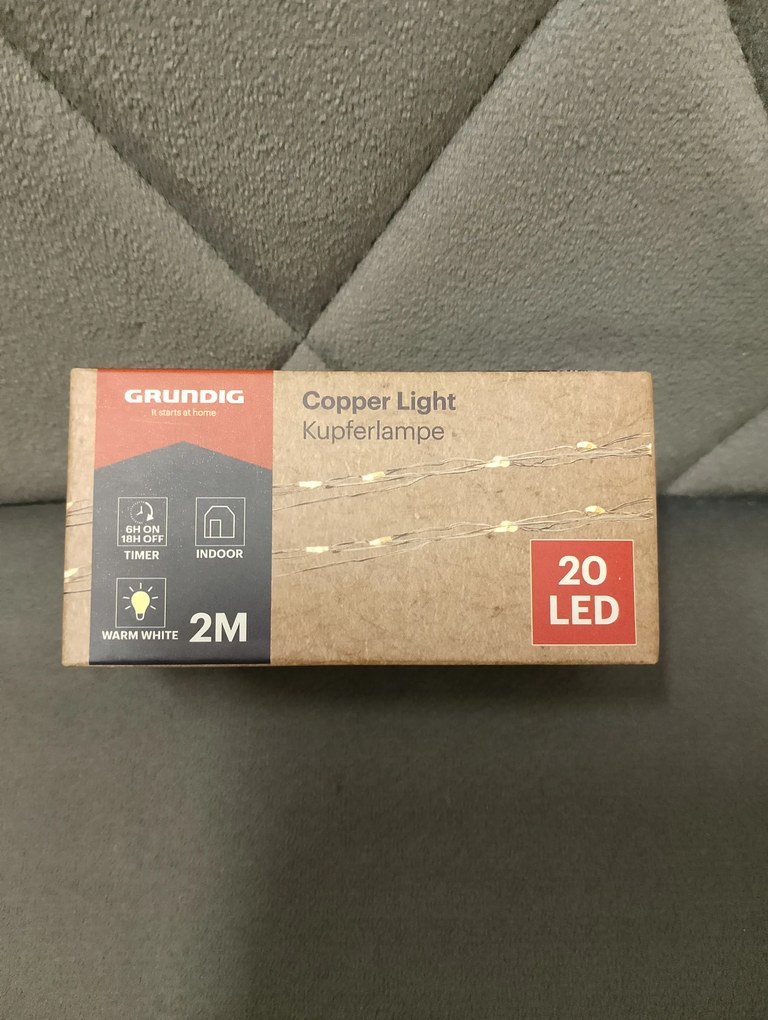 GRUNDIG
It starts at home
Copper Light
Kupferlampe
6H ON
18H OFF
TIMER
INDOOR
WARM WHITE
2M
20
LED